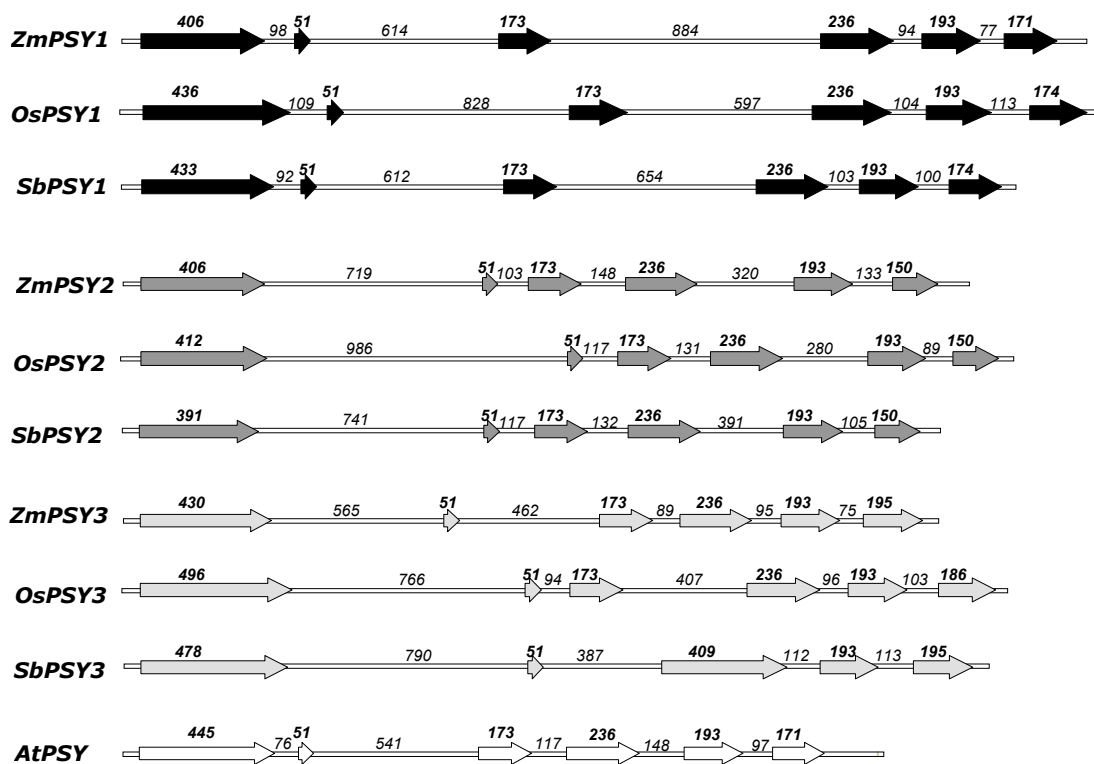 ZmPSY1 406 98 51 614 173 884 236 94 193 77 171
OsPSY1 436 109 51 828 173 597 236 104 193 113 174
SbPSY1 433 92 51 612 173 654 236 103 193 100 174
ZmPSY2 406 719 51 103 173 148 236 320 193 133 150
OsPSY2 412 986 51 117 173 131 236 280 193 89 150
SbPSY2 391 741 51 117 173 132 236 391 193 105 150
ZmPSY3 430 565 51 462 173 89 236 95 193 75 195
OsPSY3 496 766 51 94 173 407 236 96 193 103 186
SbPSY3 478 790 51 387 409 112 193 113 195
AtPSY 445 76 51 541 173 117 236 148 193 97 171